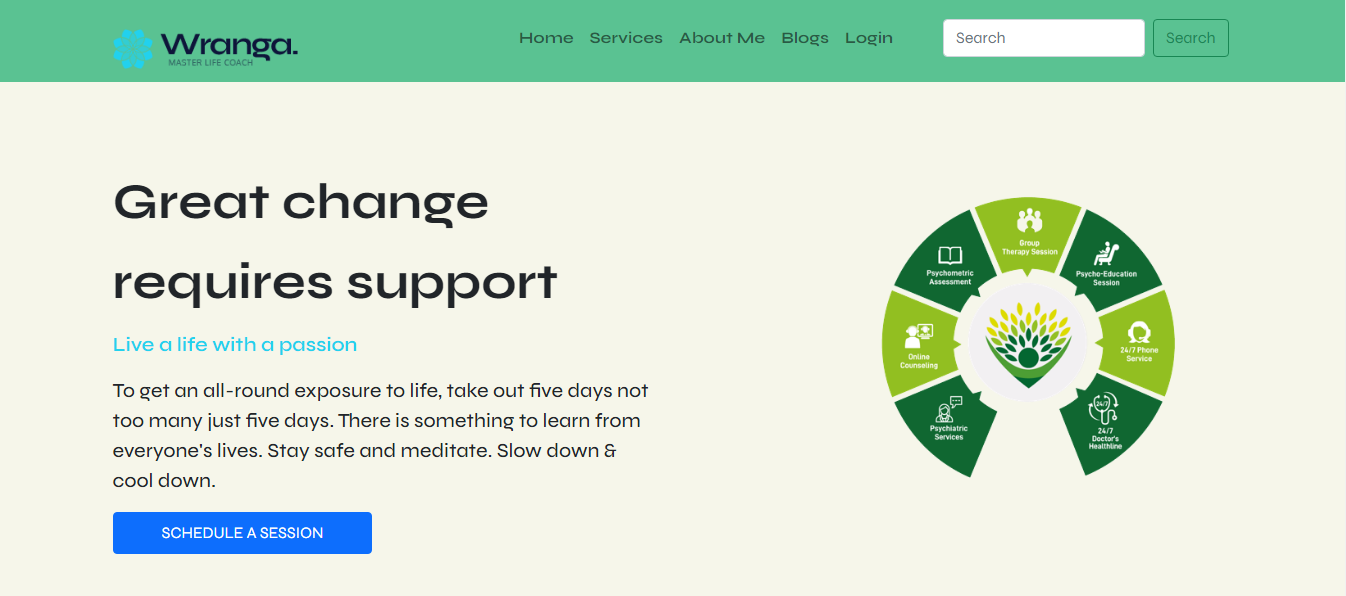 Wranga.
MASTER LIFE COACH
Home Services About Me Blogs Login
Search
Search
Great change
requires support
Live a life with a passion
To get an all-round exposure to life, take out five days not
too many just five days. There is something to learn from
everyone's lives. Stay safe and meditate. Slow down &
cool down.
SCHEDULE A SESSION
Group
Therapy Session
Psychometric
Assessment
Psycho-Education
Session
Online
Counseling
24/7 Phone
Service
Psychiatric
Services
24/7
24/7
Doctor's
Healthline